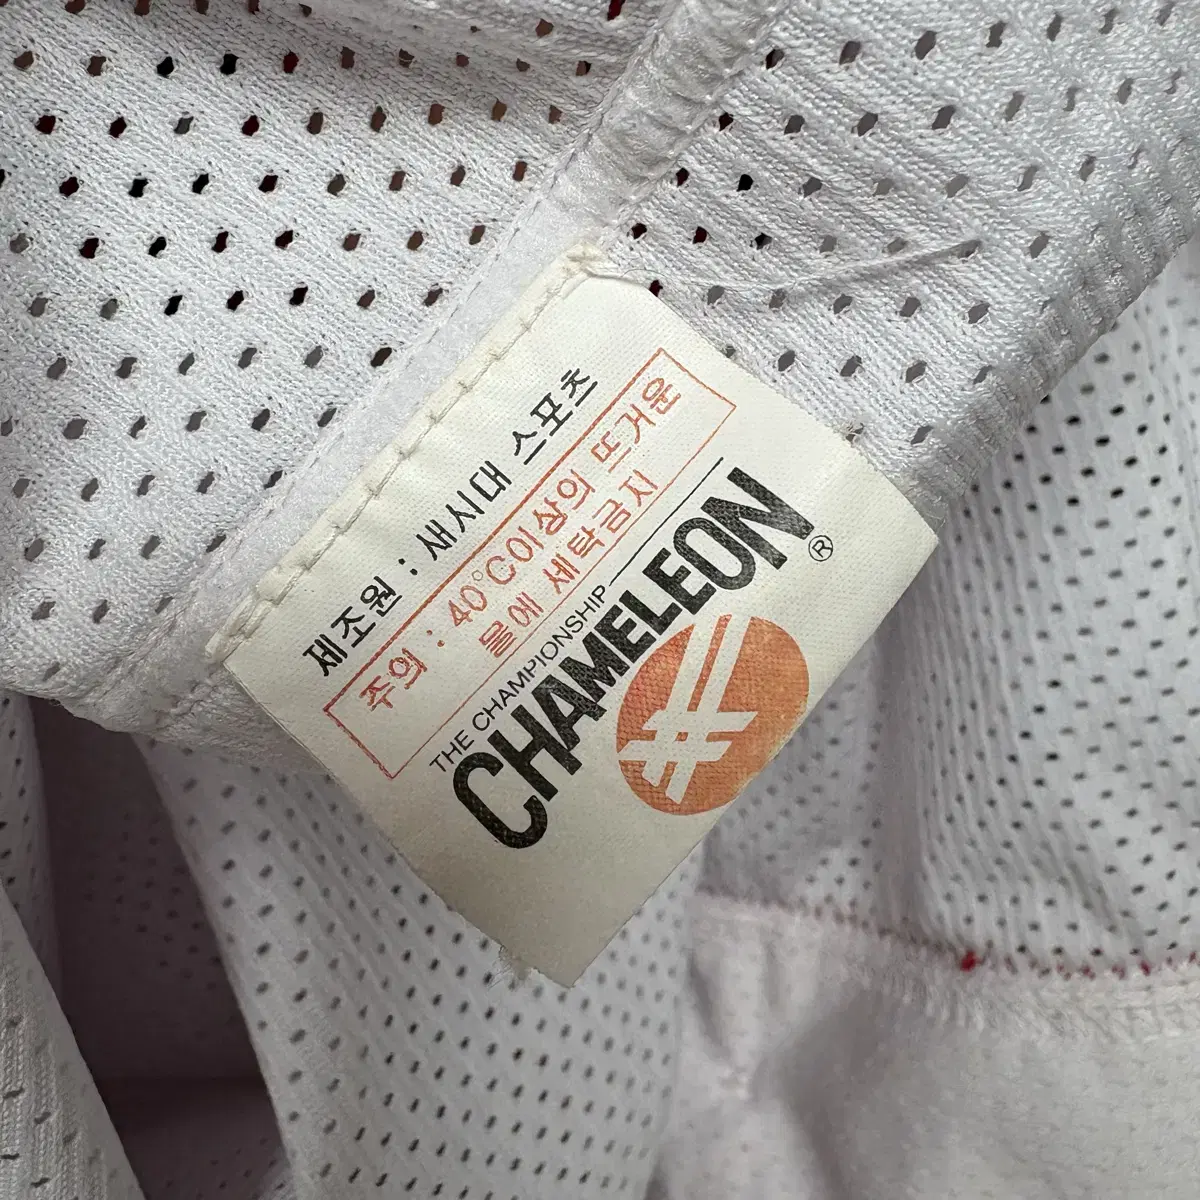 제조원 : 새시대 스포츠
주의 : 40°C이상의 뜨거운
물에 세탁금지
THE CHAMPIONSHIP
CHAMELEON®